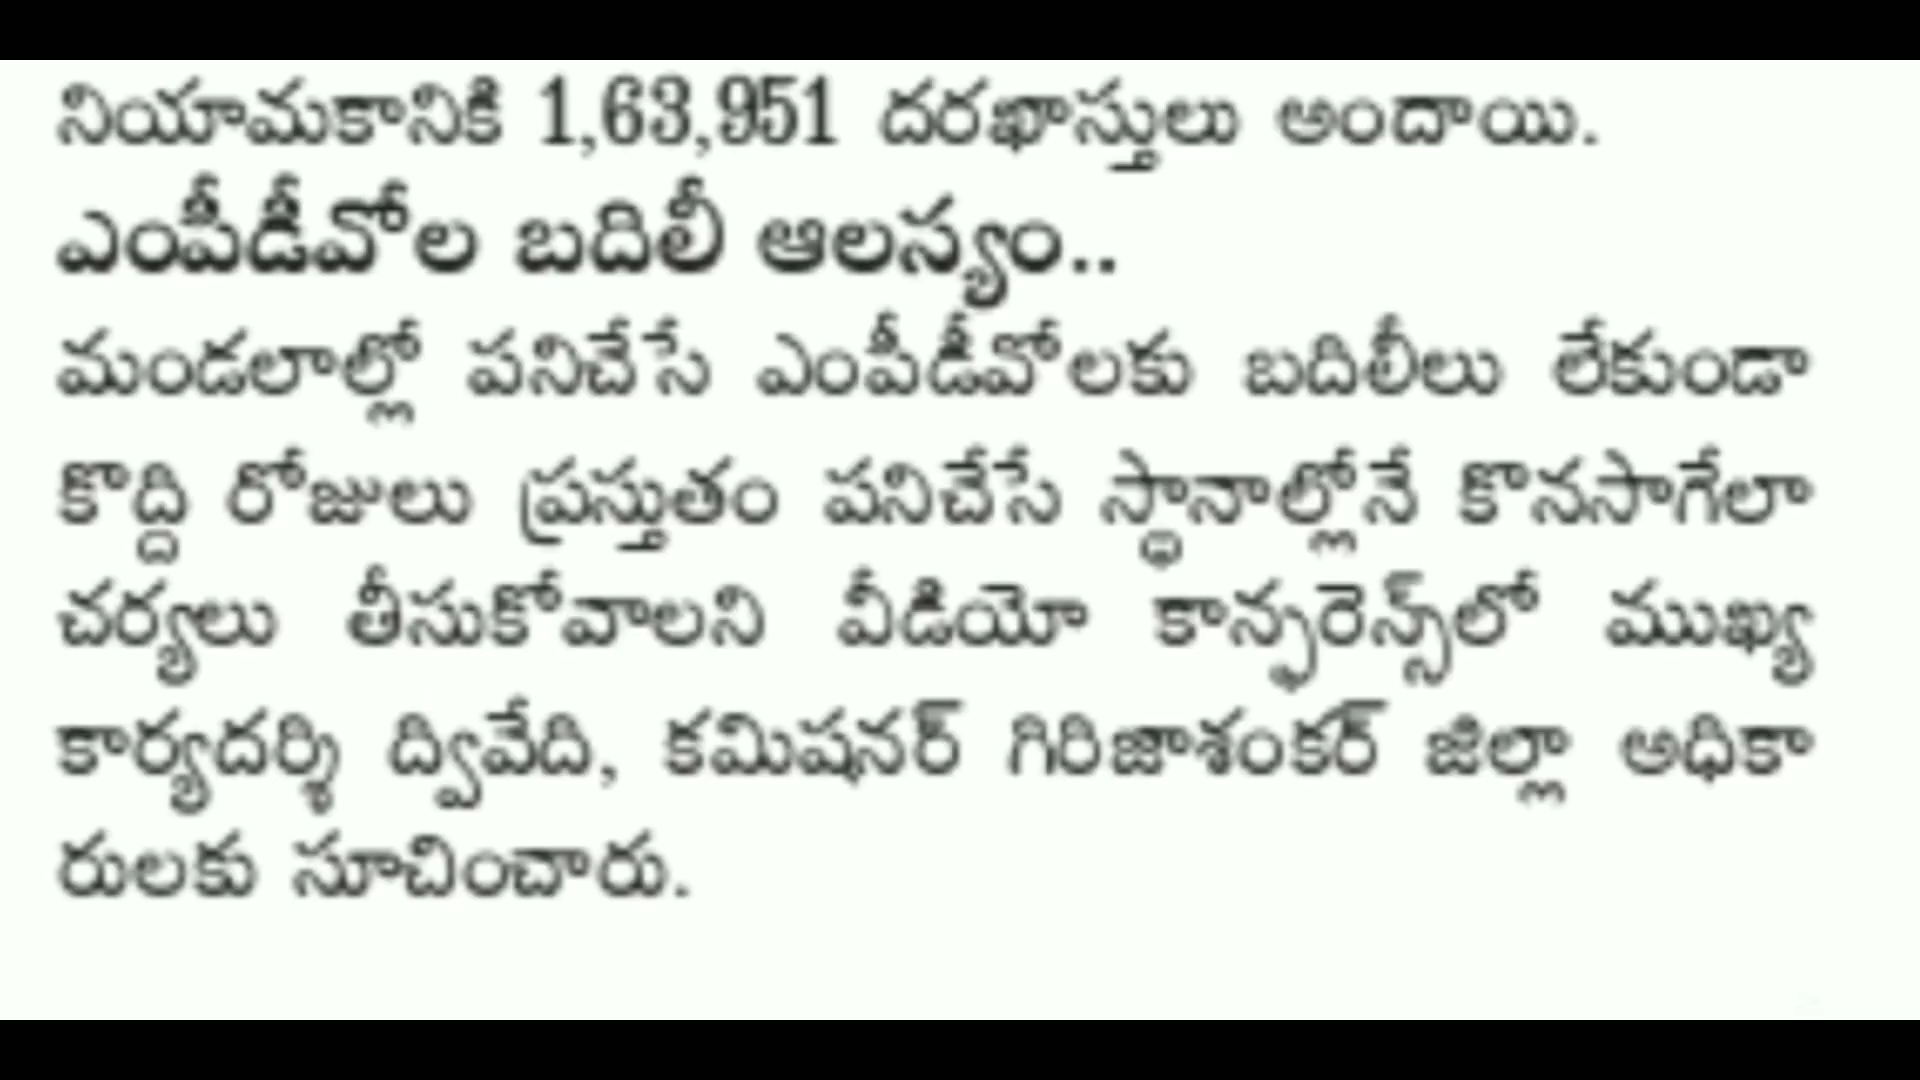 నియామకానికి 1,63,951 దరఖాస్తులు అందాయి.
ఎంపీడీవోల బదిలీ ఆలస్యం..
మండలాల్లో పనిచేసే ఎంపీడీవోలకు బదిలీలు లేకుండా
కొద్ది రోజులు ప్రస్తుతం పనిచేసే స్థానాల్లోనే కొనసాగేలా
చర్యలు తీసుకోవాలని వీడియో కాన్ఫరెన్స్‌లో ముఖ్య
కార్యదర్శి ద్వివేది, కమిషనర్ గిరిజాశంకర్ జిల్లా అధికా
రులకు సూచించారు.